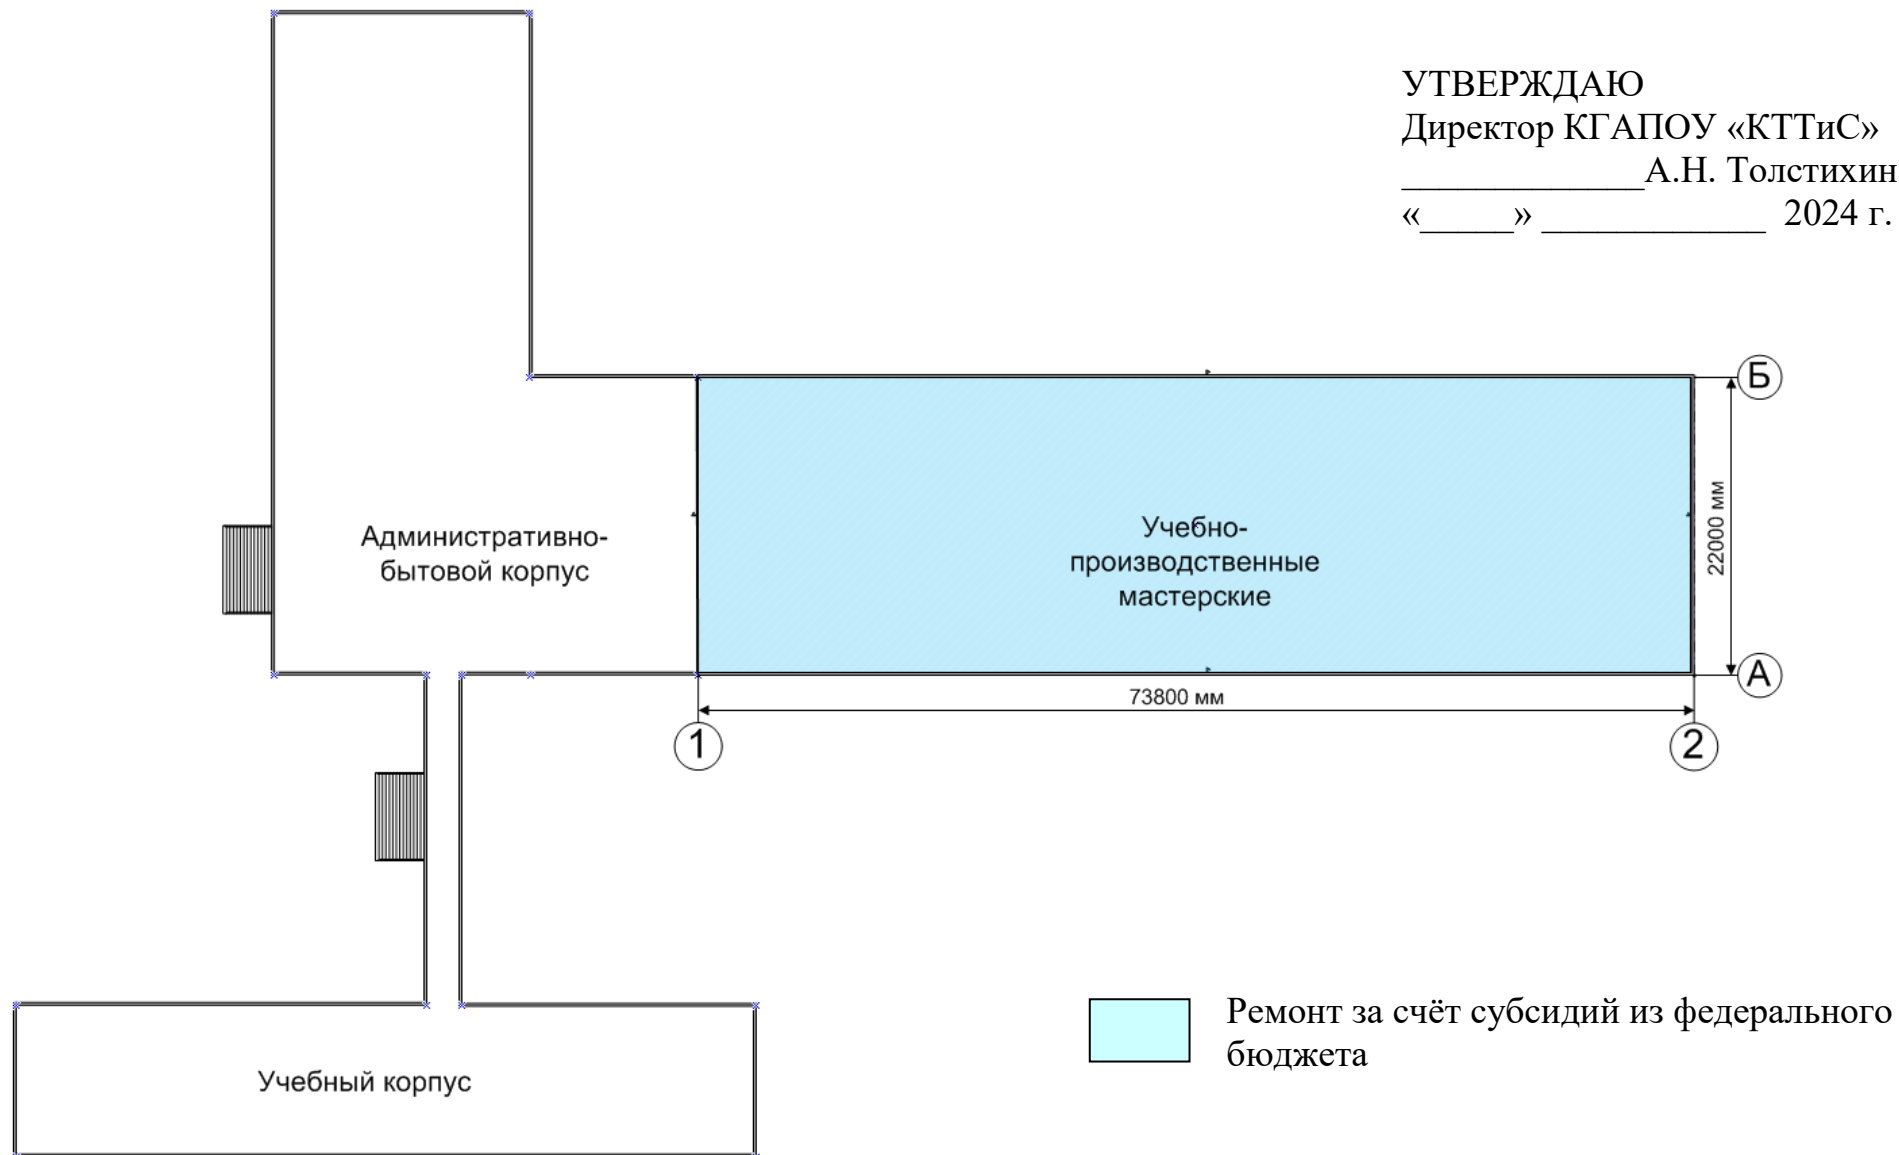 УТВЕРЖДАЮ
Директор КГАПОУ «КТТиС»
_____________А.Н. Толстихин
«_____» ____________ 2024 г.
Б
Административно-
бытовой корпус
Учебно-
производственные
мастерские
22000 мм
А
73800 мм
1
2
Ремонт за счёт субсидий из федерального
бюджета
Учебный корпус